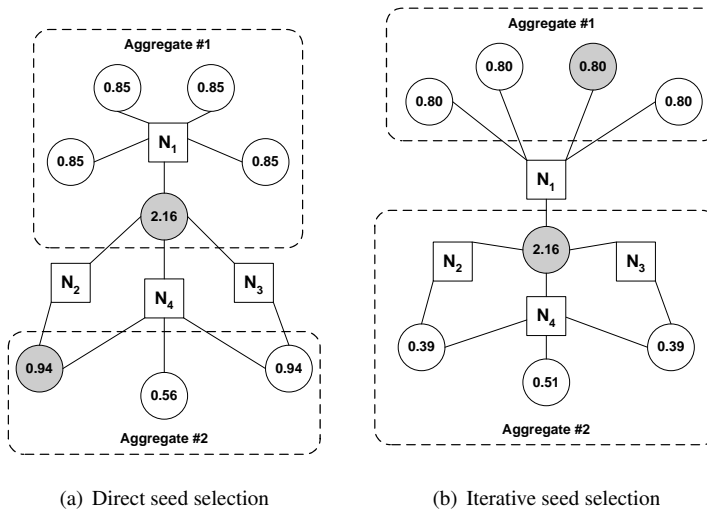 Aggregate #1
0.85
0.85
0.85
0.85
N1
2.16
N2
N4
N3
0.94
0.56
0.94
Aggregate #2
(a) Direct seed selection
Aggregate #1
0.80
0.80
0.80
0.80
N1
2.16
N2
N3
N4
0.39
0.39
0.51
Aggregate #2
(b) Iterative seed selection